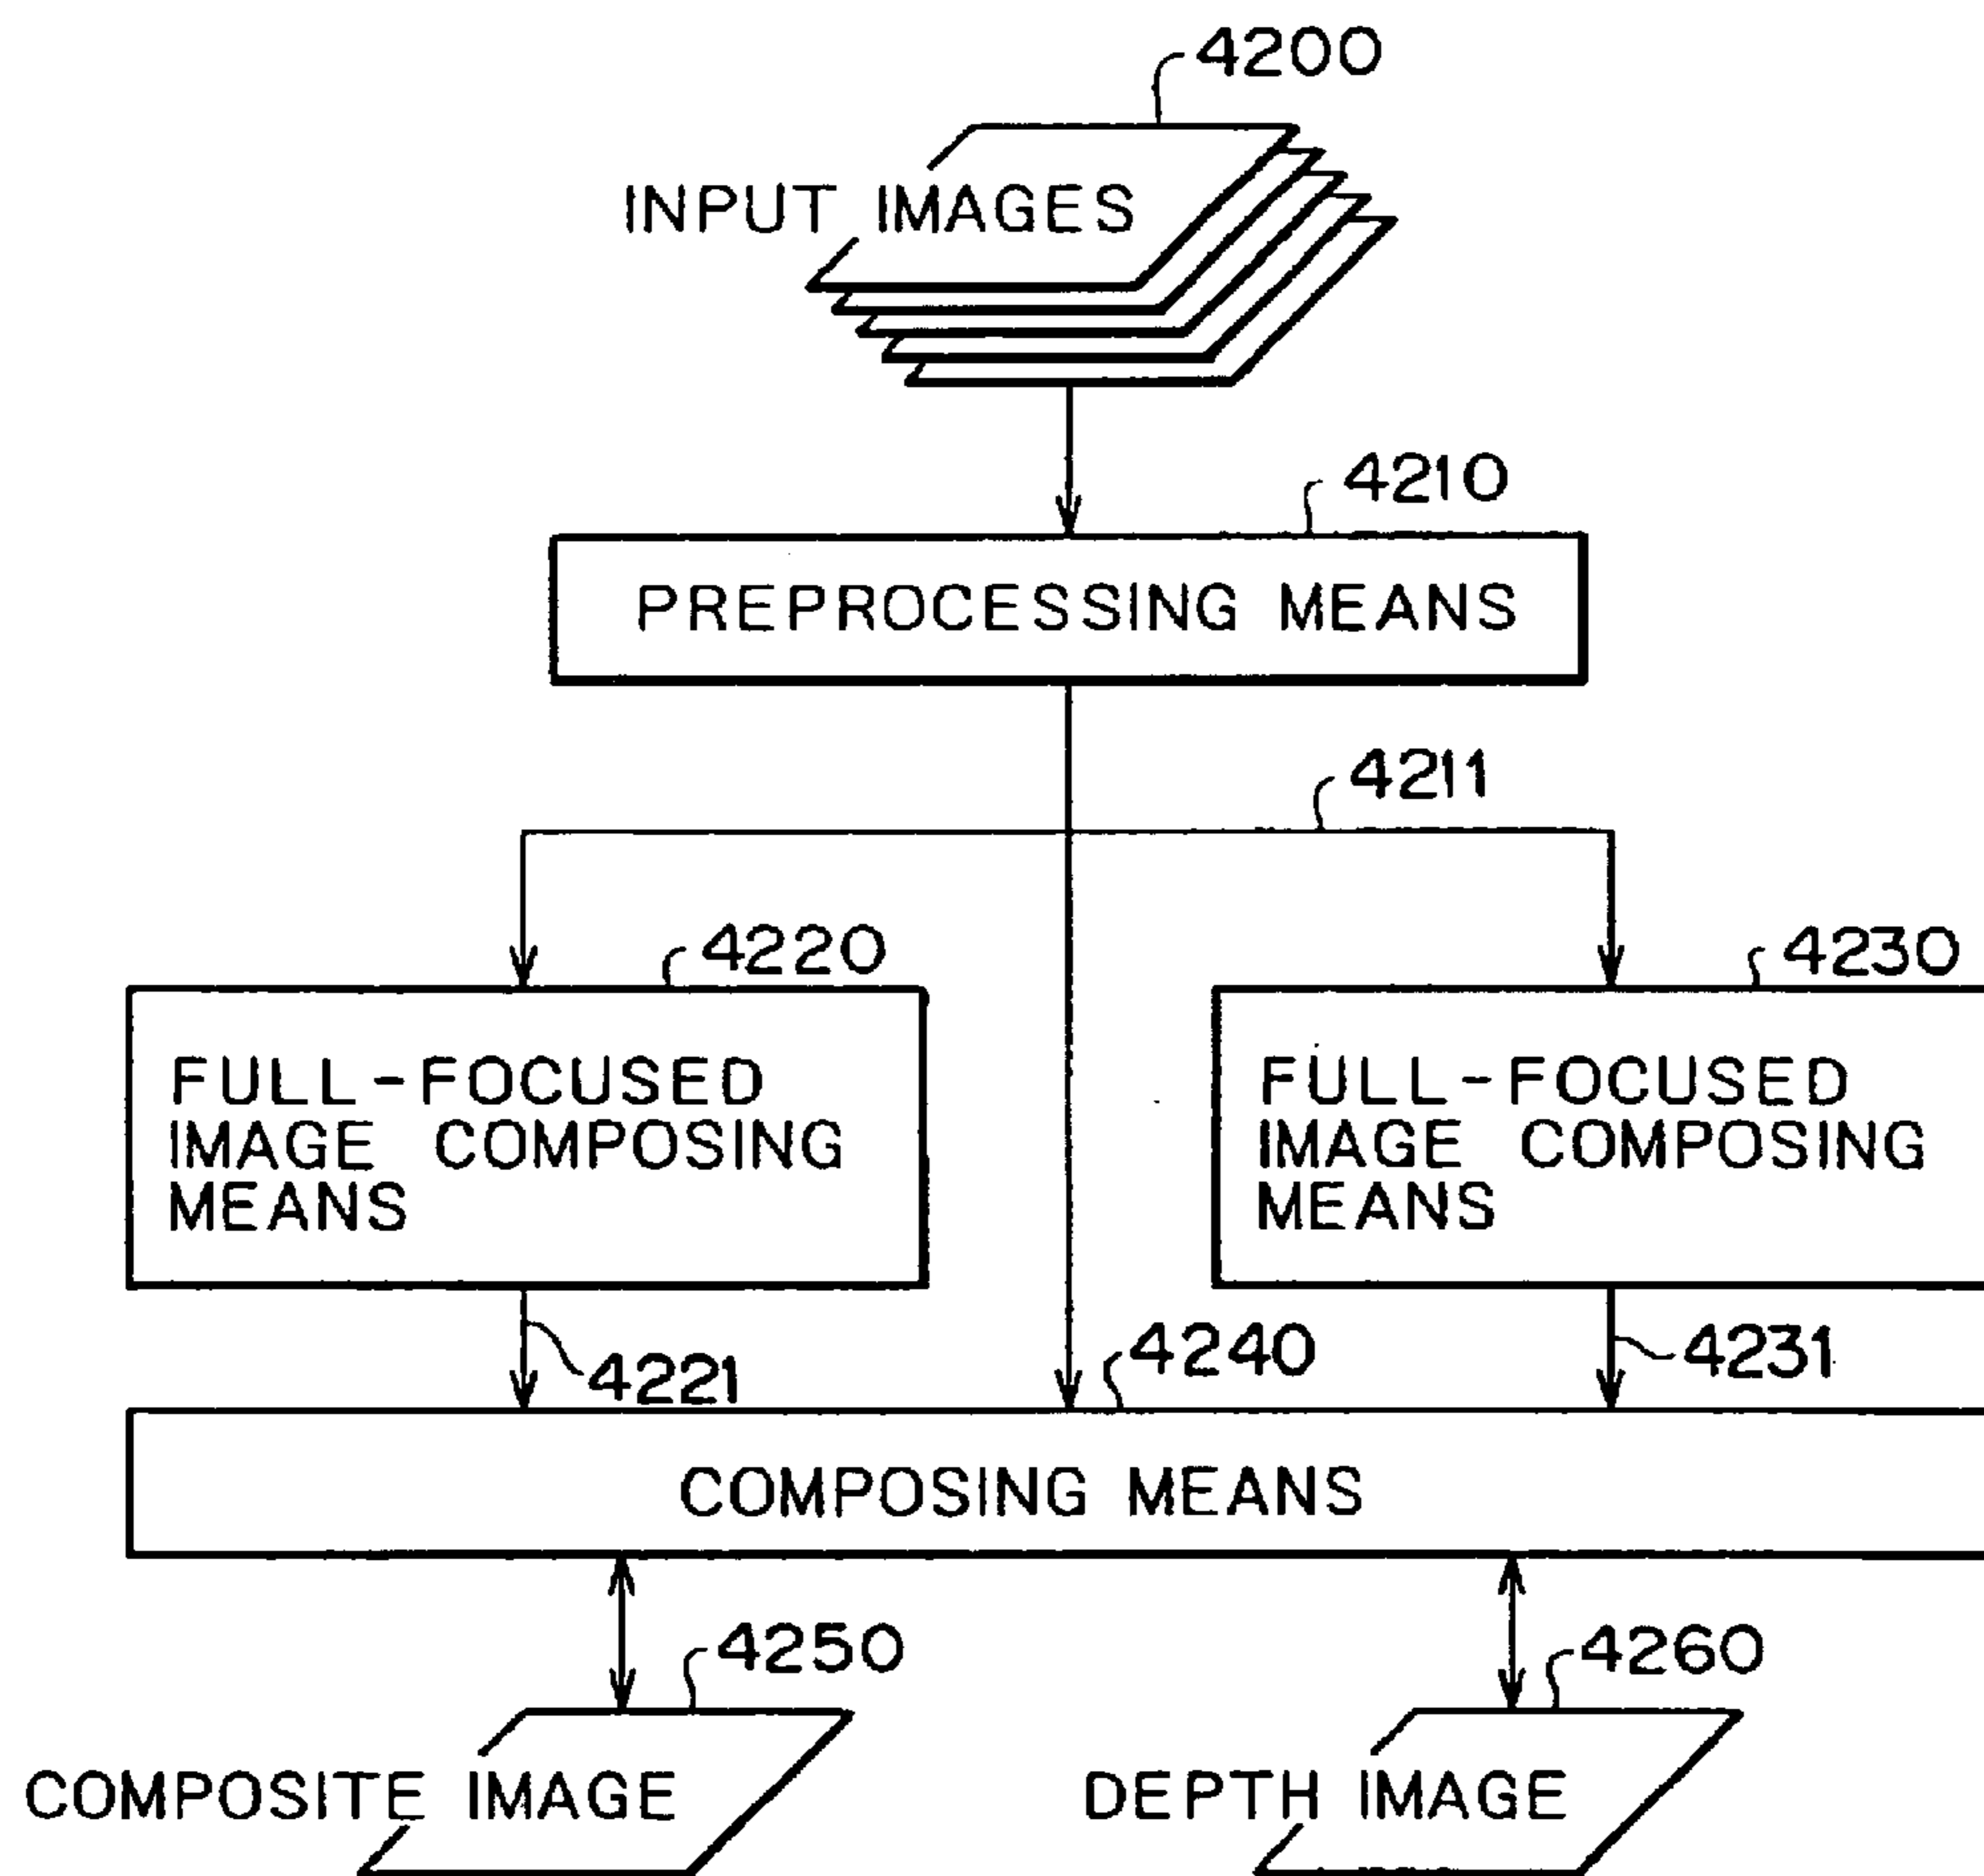 4200
INPUT IMAGES
4210
PREPROCESSING MEANS
4211
4220
4230
FULL-FOCUSED
IMAGE COMPOSING
MEANS
FULL-FOCUSED
IMAGE COMPOSING
MEANS
4221
4240
4231
COMPOSING MEANS
4250
4260
COMPOSITE IMAGE
DEPTH IMAGE